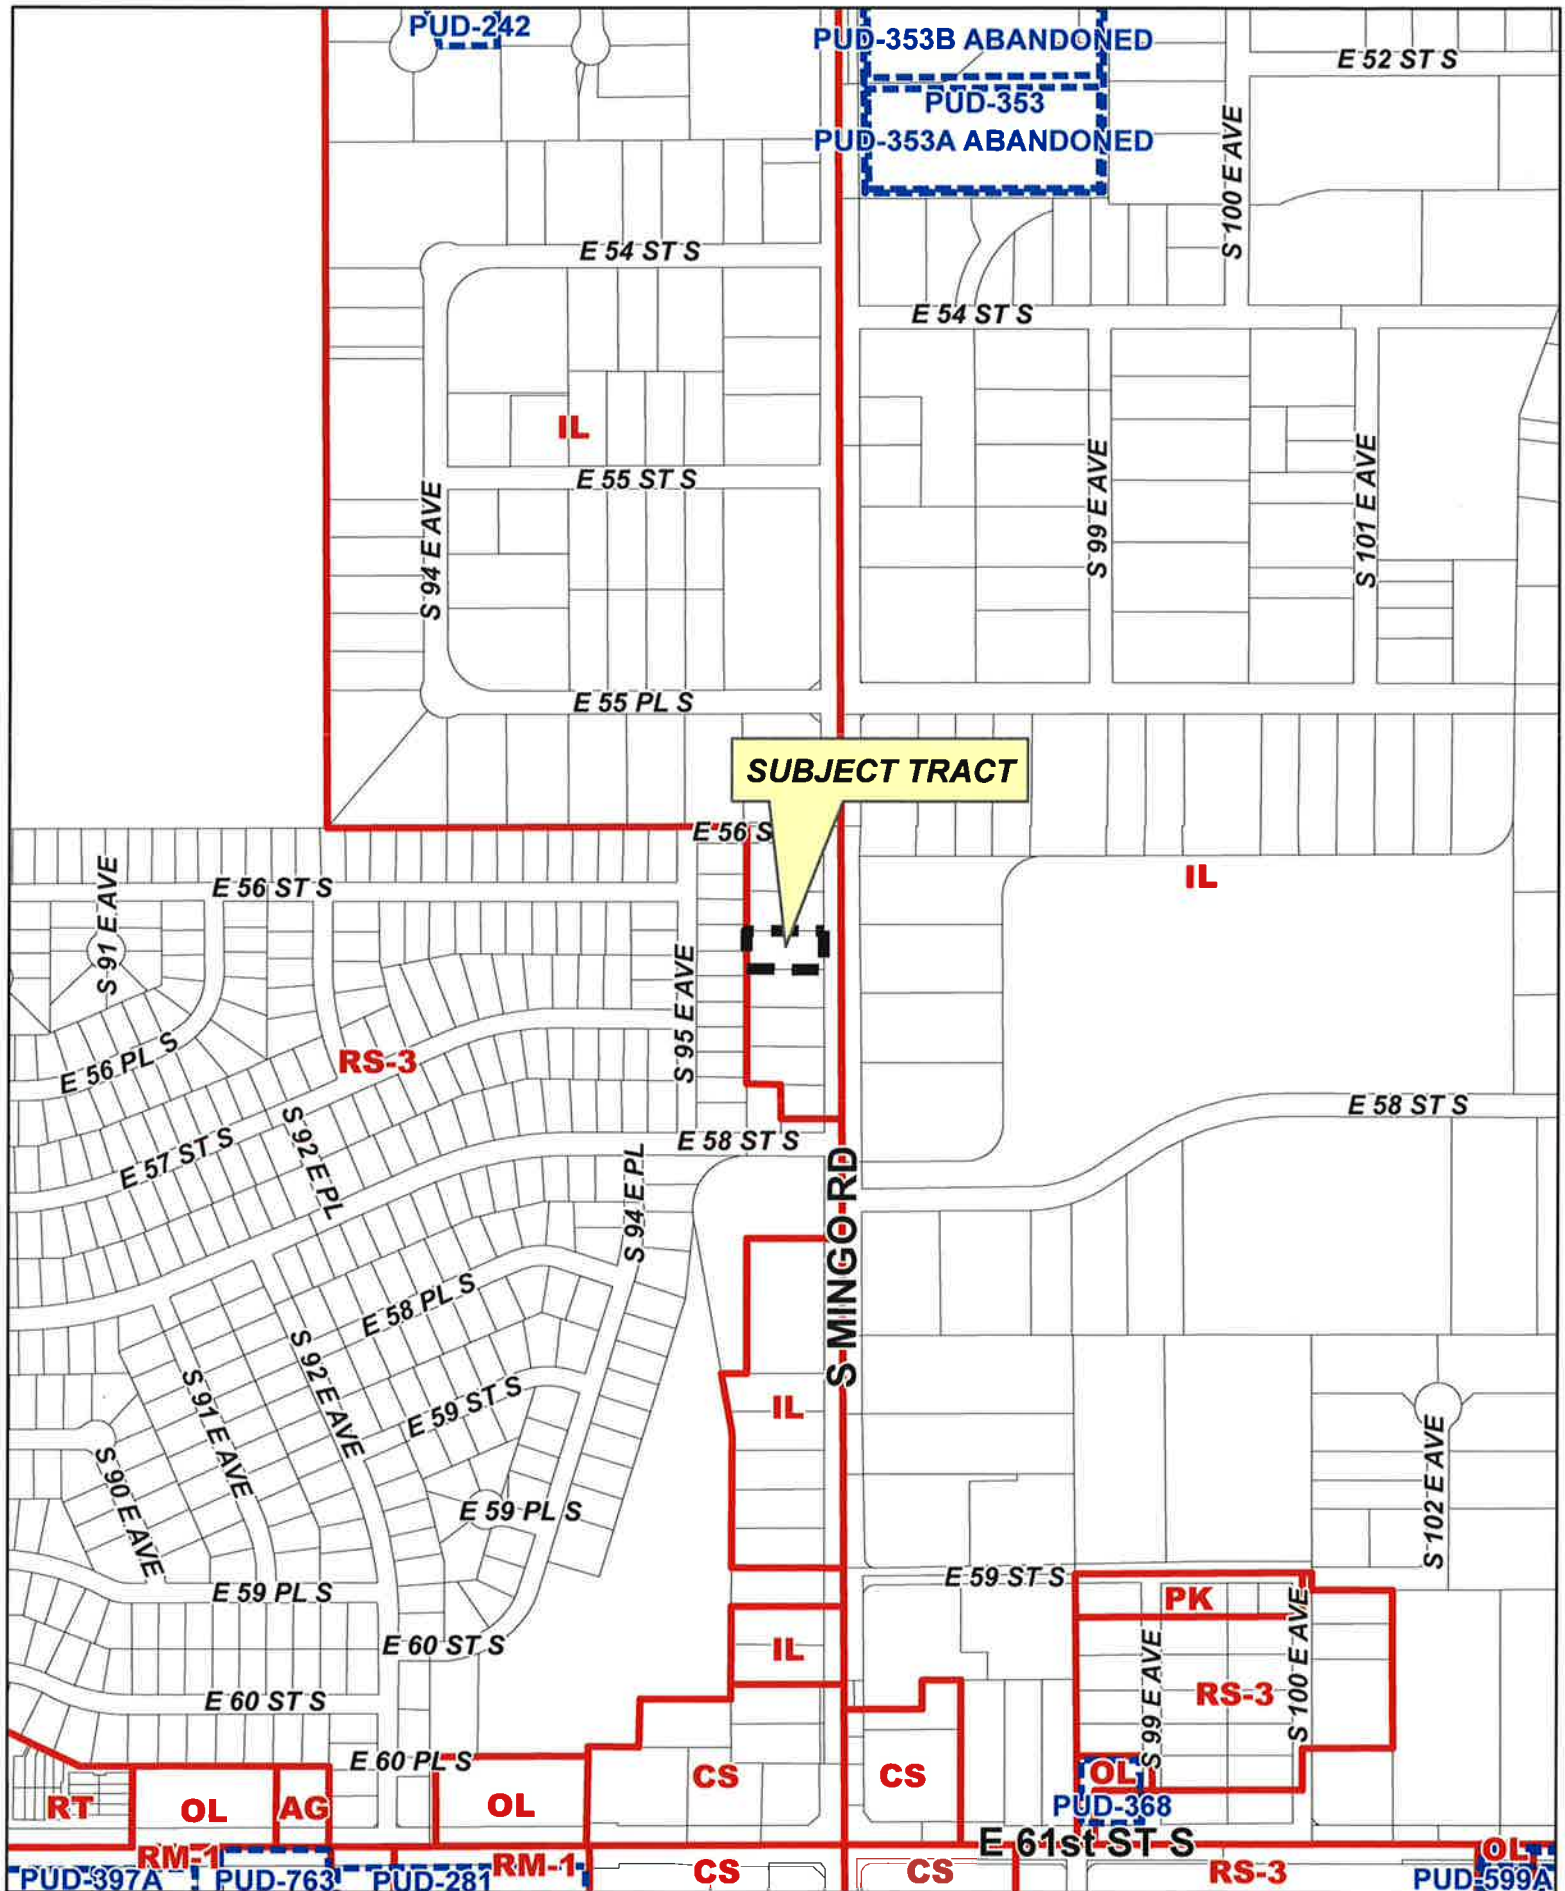 PUD-242
PUD-353B ABANDONED
E 52 ST S
PUD-353
PUD-353A ABANDONED
S 100 E AVE
E 54 ST S
E 54 ST S
IL
E 55 ST S
S 94 E AVE
S 99 E AVE
S 101 E AVE
E 55 PL S
SUBJECT TRACT
E 56 S
E 56 ST S
IL
S 91 E AVE
S 95 E AVE
E 56 PL S
RS-3
E 57 ST S
S 92 E PL
E 58 ST S
E 58 ST S
S 94 E PL
S MINGO RD
E 58 PL S
S 92 E AVE
S 91 E AVE
E 59 ST S
IL
S 90 E AVE
E 59 PL S
S 102 E AVE
E 59 PL S
E 59 ST S
PK
E 60 ST S
IL
S 99 E AVE
RS-3
S 100 E AVE
E 60 ST S
E 60 PL S
RT
OL
AG
OL
CS
CS
OL
PUD-368
E 61st ST S
RM-1
RM-1
CS
CS
RS-3
OL
PUD-397A
PUD-763
PUD-281
PUD-599A